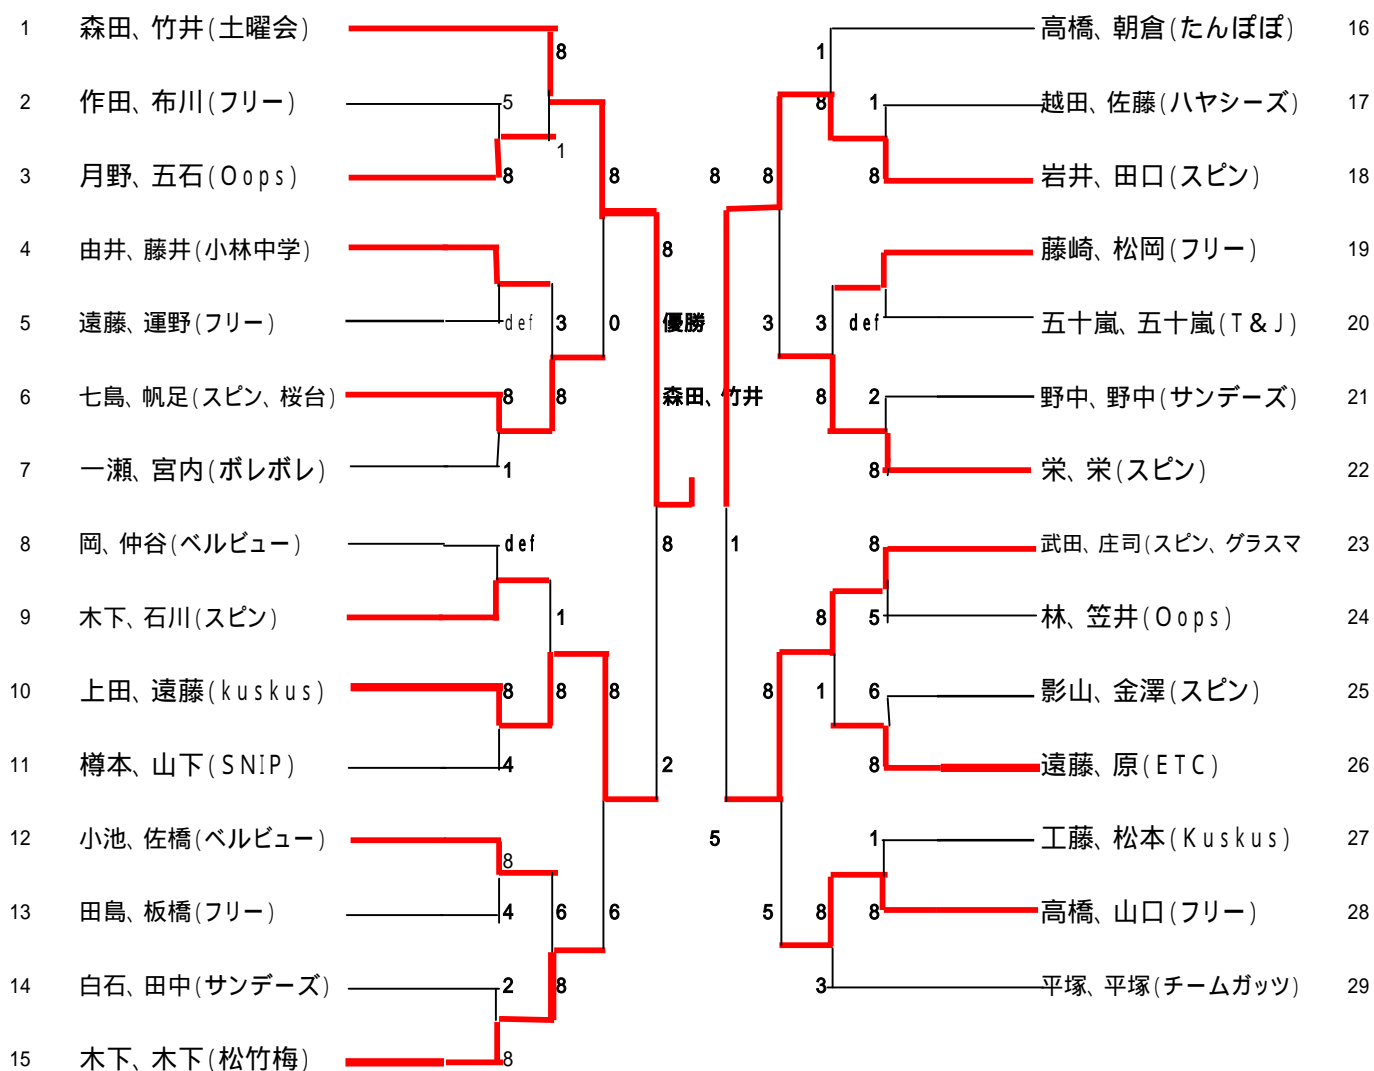 1 森田、竹井(土曜会) 8 1 高橋、朝倉(たんぽぽ) 16
2 作田、布川(フリー) 5 8 1 越田、佐藤(ハヤシーズ) 17
1
3 月野、五石(Oops) 8 8 8 8 8 岩井、田口(スピン) 18
4 由井、藤井(小林中学) 8 藤崎、松岡(フリー) 19
5 遠藤、運野(フリー) def 3 0 優勝 3 3 def 五十嵐、五十嵐(T&J) 20
6 七島、帆足(スピン、桜台) 8 8 森田、竹井 8 2 野中、野中(サンデーズ) 21
7 一瀬、宮内(ボレボレ) 1 8 栄、栄(スピン) 22
8 岡、仲谷(ベルビュー) def 8 1 8 武田、庄司(スピン、グラスマ 23
9 木下、石川(スピン) 1 8 5 林、笠井(Oops) 24
10 上田、遠藤(kuskus) 8 8 8 8 1 6 影山、金澤(スピン) 25
11 樽本、山下(SNIP) 4 2 8 遠藤、原(ETC) 26
12 小池、佐橋(ベルビュー) 8 5 1 工藤、松本(Kuskus) 27
13 田島、板橋(フリー) 4 6 6 5 8 8 高橋、山口(フリー) 28
14 白石、田中(サンデーズ) 2 8 3 平塚、平塚(チームガッツ) 29
15 木下、木下(松竹梅) 8